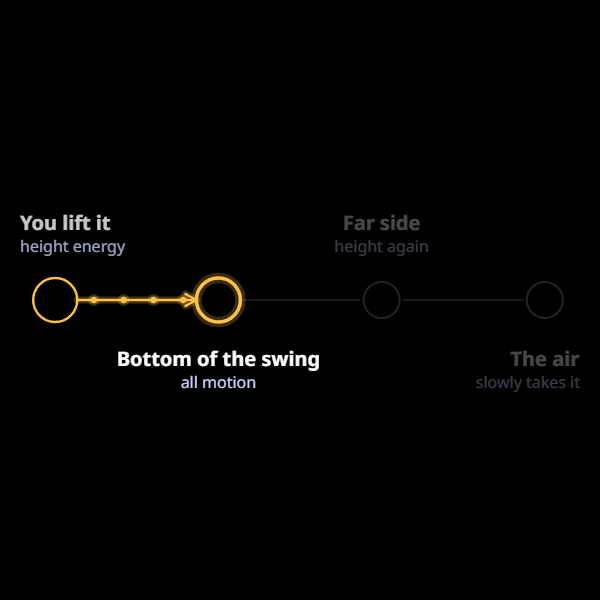 You lift it
height energy
Far side
height again
Bottom of the swing
all motion
The air
slowly takes it